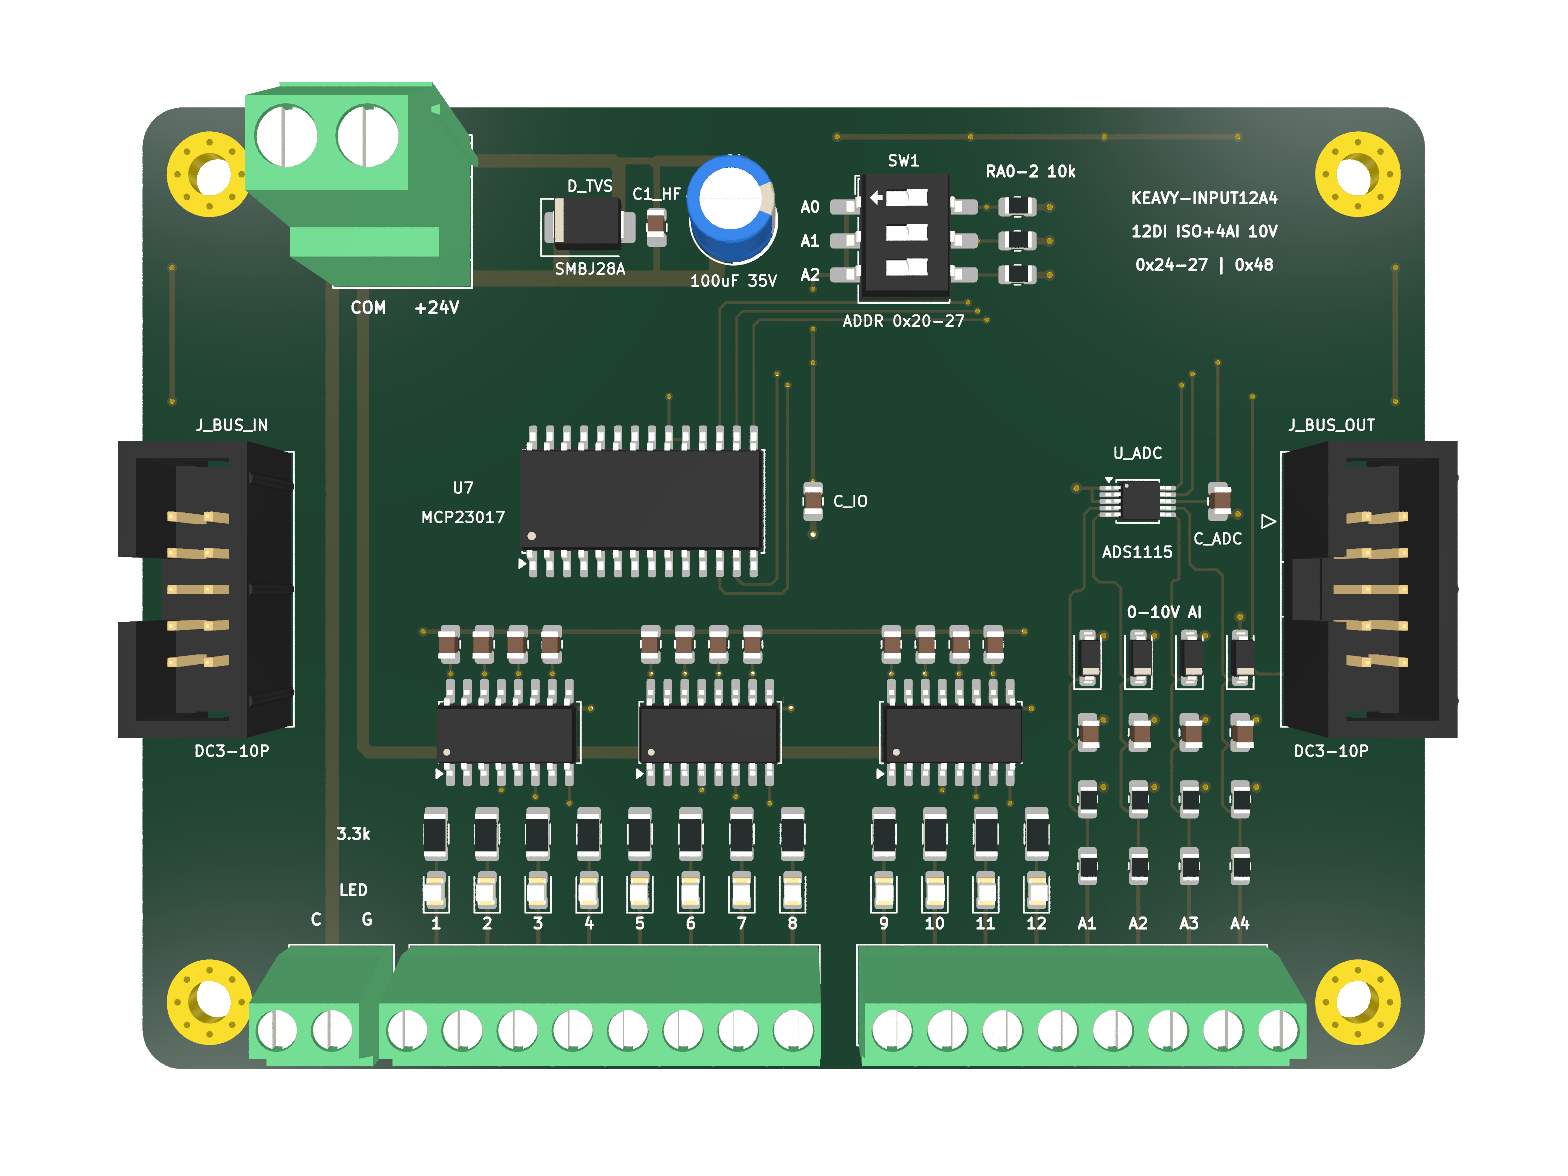 SW1
RA0-2 10k
D_TVS
C1_HF
A0
A1
A2
KEAVY-INPUT12A4
12DI ISO+4AI 10V
0x24-27 | 0x48
SMBJ28A
100uF 35V
COM +24V
ADDR 0x20-27
J_BUS_IN
J_BUS_OUT
U_ADC
U7
MCP23017
C_IO
C_ADC
ADS1115
0-10V AI
DC3-10P
DC3-10P
3.3k
LED
C G
1 2 3 4 5 6 7 8 9 10 11 12 A1 A2 A3 A4